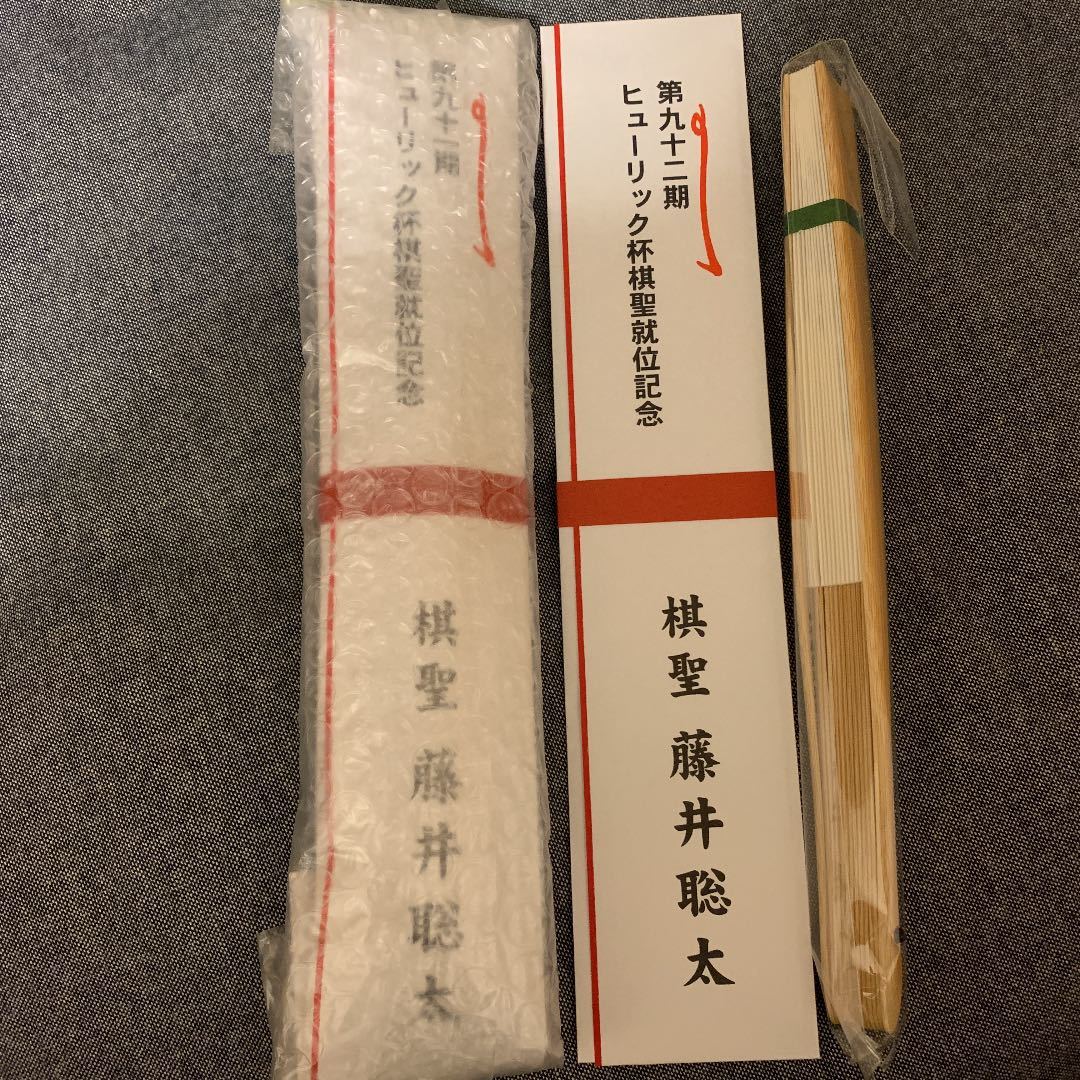 第九十二期
ヒューリック杯棋聖就位記念
棋聖 藤井聡太
第九十二期
ヒューリック杯棋聖就位記念
棋聖 藤井聡太